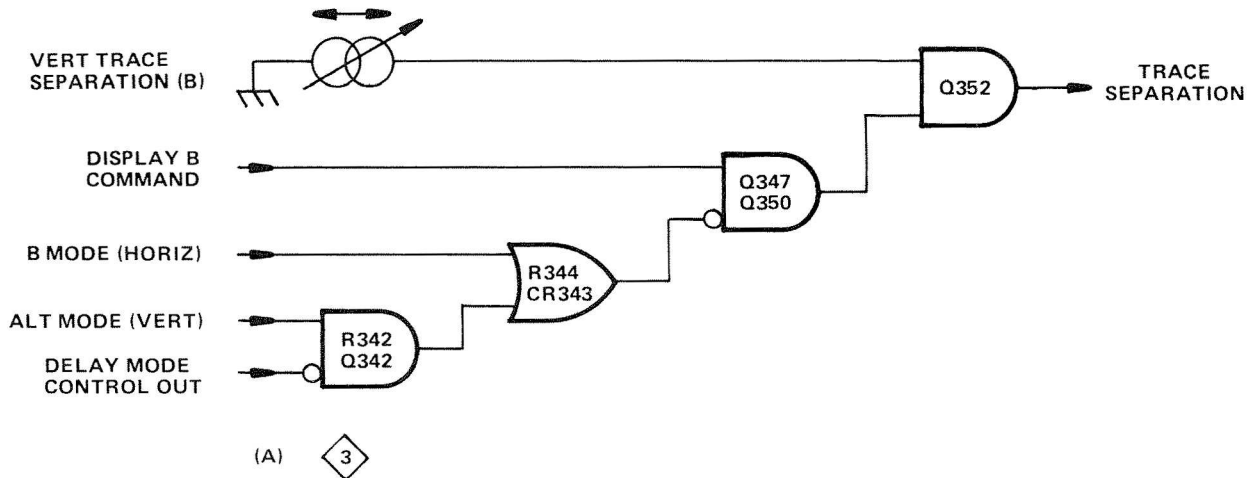 VERT TRACE
SEPARATION (B)
Q352
TRACE
SEPARATION
DISPLAY B
COMMAND
Q347
Q350
B MODE (HORIZ)
R344
CR343
ALT MODE (VERT)
R342
Q342
DELAY MODE
CONTROL OUT
(A) 3